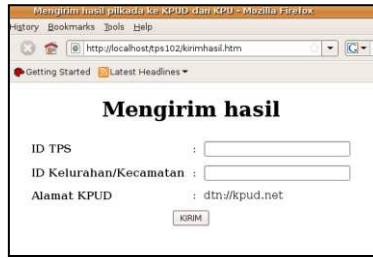 Mengirim hasil pilkada ke KPUD dan KPU - Mozilla Firefox
History Bookmarks Tools Help
http://localhost/tps102/kirimhasil.htm
Getting Started Latest Headlines
Mengirim hasil
ID TPS :
ID Kelurahan/Kecamatan :
Alamat KPUD : dtn://kpud.net
KIRIM